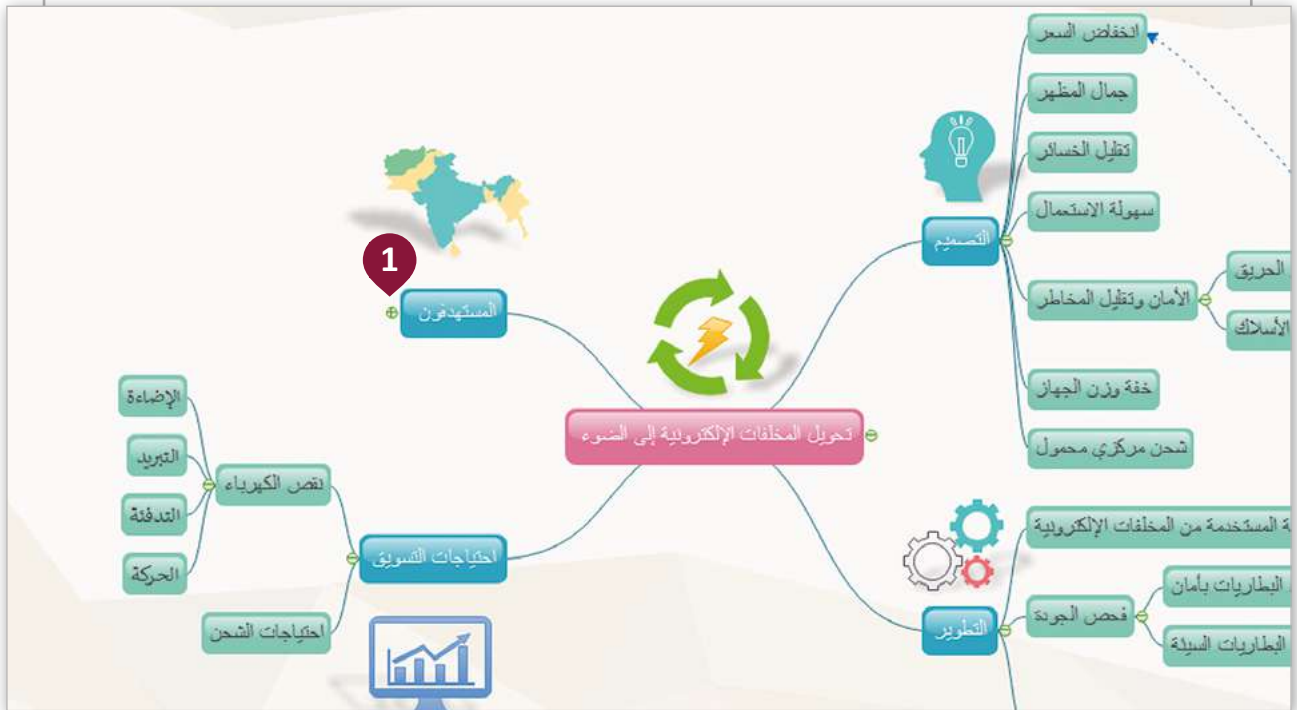 تحويل المخلفات الإلكترونية إلى الضوء
التصميم
انخفاض السعر
جمال المظهر
تقليل الخسائر
سهولة الاستعمال
الأمان وتقليل المخاطر
الحريق
الأسلاك
خفة وزن الجهاز
شحن مركزي محمول
التطوير
المستخدمة من المخلفات الإلكترونية
فحص الجودة
البطاريات بأمان
البطاريات السيئة
1
المستهدفون
احتياجات التسويق
نقص الكهرباء
الإضاءة
التبريد
التدفئة
الحركة
احتياجات الشحن